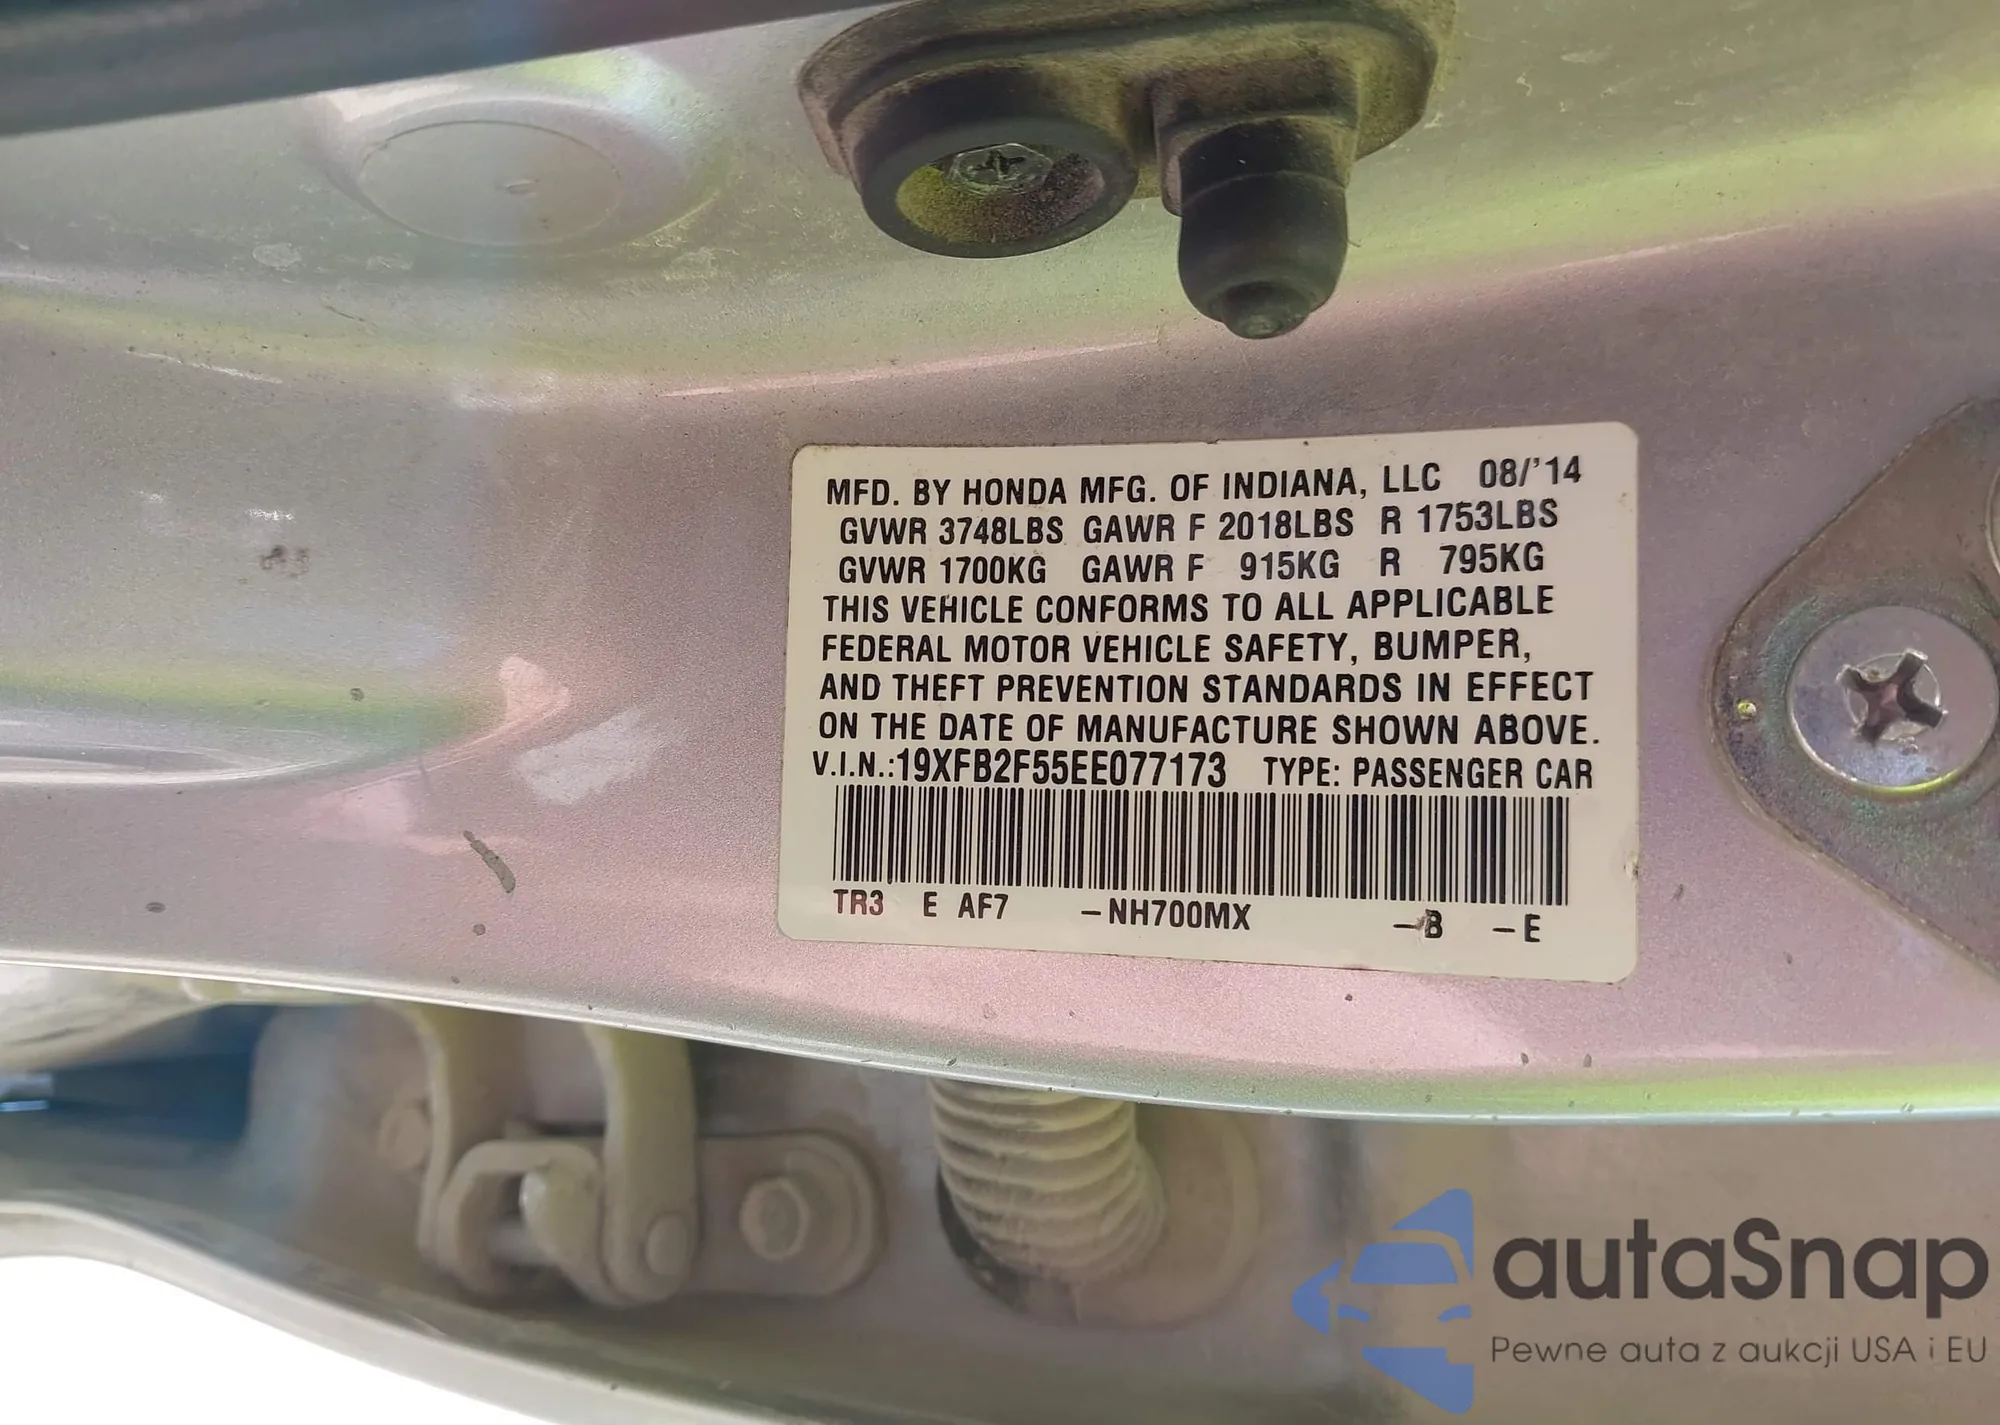 MFD. BY HONDA MFG. OF INDIANA, LLC 08/'14
GVWR 3748LBS GAWR F 2018LBS R 1753LBS
GVWR 1700KG GAWR F 915KG R 795KG
THIS VEHICLE CONFORMS TO ALL APPLICABLE
FEDERAL MOTOR VEHICLE SAFETY, BUMPER,
AND THEFT PREVENTION STANDARDS IN EFFECT
ON THE DATE OF MANUFACTURE SHOWN ABOVE.
V.I.N.:19XFB2F55EE077173 TYPE: PASSENGER CAR
TR3 E AF7 –NH700MX –B –E
autaSnap
Pewne auta z aukcji USA i EU